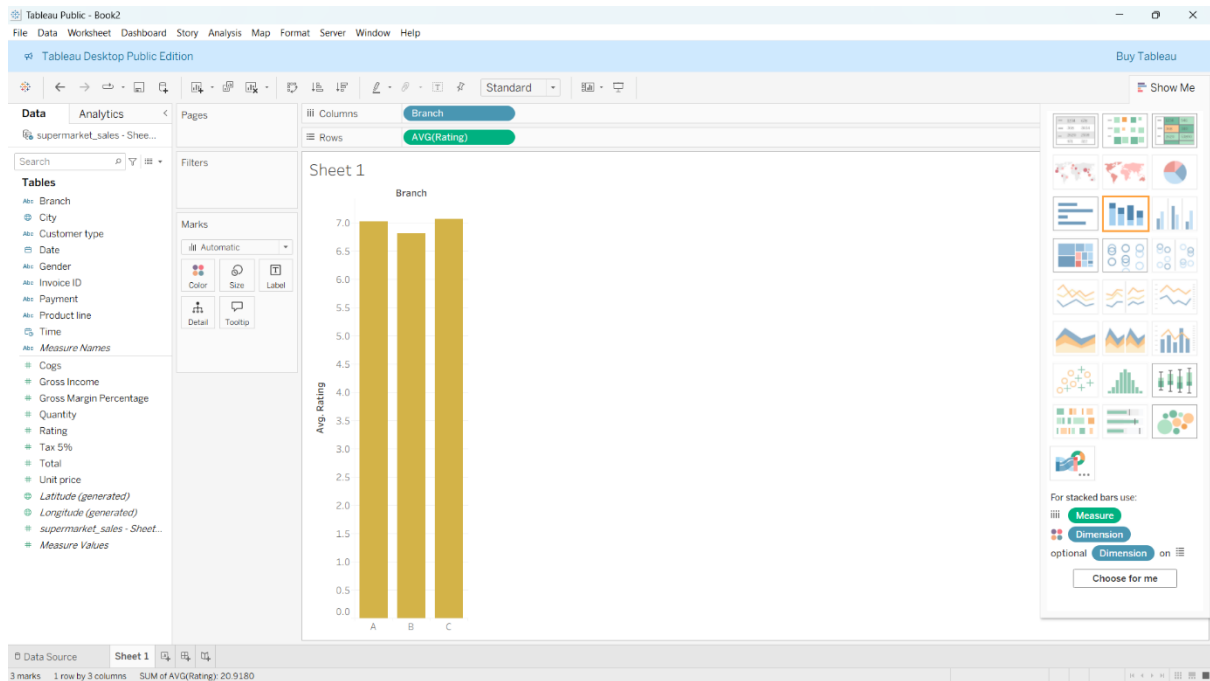 Tableau Public - Book2
File Data Worksheet Dashboard Story Analysis Map Format Server Window Help
Tableau Desktop Public Edition
Buy Tableau
Standard
Show Me
Data Analytics
supermarket_sales - Shee...
Search
Tables
Abc Branch
City
Abc Customer type
Date
Abc Gender
Abc Invoice ID
Abc Payment
Abc Product line
Time
Abc Measure Names
# Cogs
# Gross Income
# Gross Margin Percentage
# Quantity
# Rating
# Tax 5%
# Total
# Unit price
Latitude (generated)
Longitude (generated)
# supermarket_sales - Sheet...
# Measure Values
Pages
Filters
Marks
Automatic
Color Size Label
Detail Tooltip
Columns Branch
Rows AVG(Rating)
Sheet 1
Branch
7.0
6.5
6.0
5.5
5.0
4.5
4.0
3.5
3.0
2.5
2.0
1.5
1.0
0.5
0.0
Avg. Rating
A B C
For stacked bars use:
Measure
Dimension
optional Dimension on
Choose for me
Data Source Sheet 1
3 marks 1 row by 3 columns SUM of AVG(Rating): 20.9180